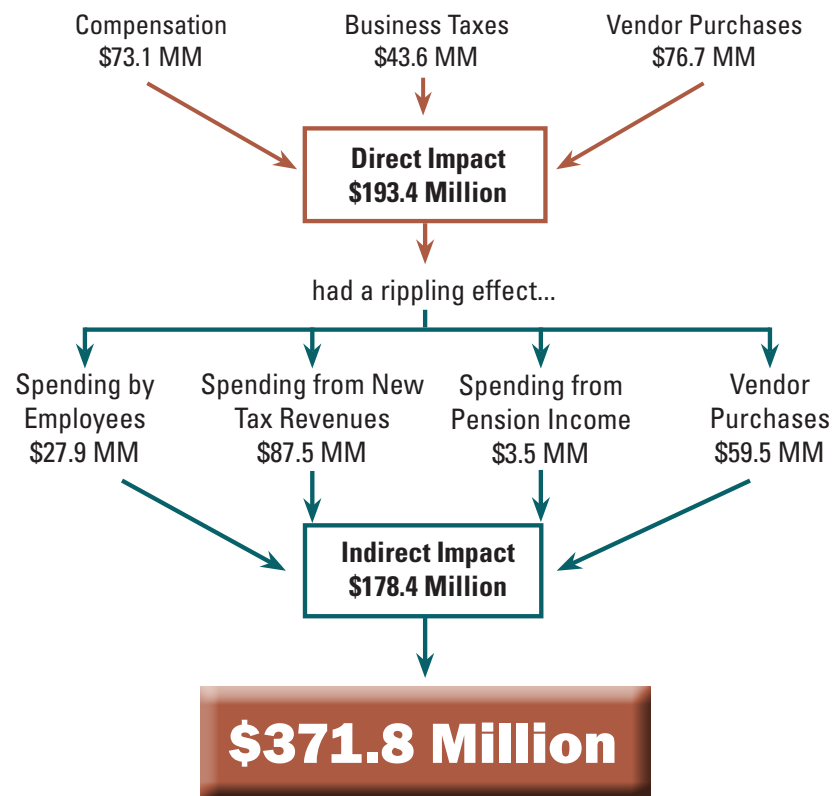 Compensation
$73.1 MM
Business Taxes
$43.6 MM
Vendor Purchases
$76.7 MM
Direct Impact
$193.4 Million
had a rippling effect...
Spending by
Employees
$27.9 MM
Spending from New
Tax Revenues
$87.5 MM
Spending from
Pension Income
$3.5 MM
Vendor
Purchases
$59.5 MM
Indirect Impact
$178.4 Million
$371.8 Million